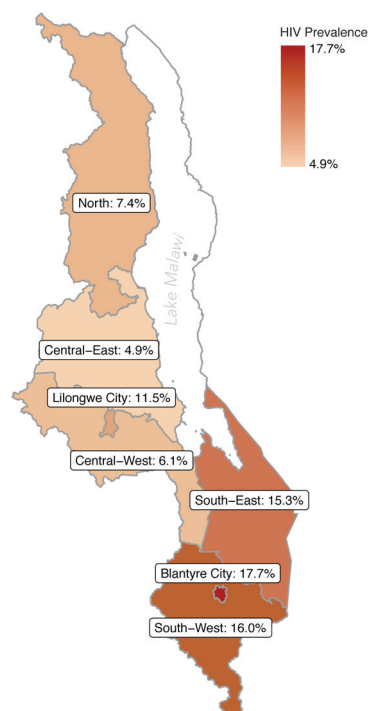 HIV Prevalence
17.7%
4.9%
North: 7.4%
Lake Malawi
Central-East: 4.9%
Lilongwe City: 11.5%
Central-West: 6.1%
South-East: 15.3%
Blantyre City: 17.7%
South-West: 16.0%